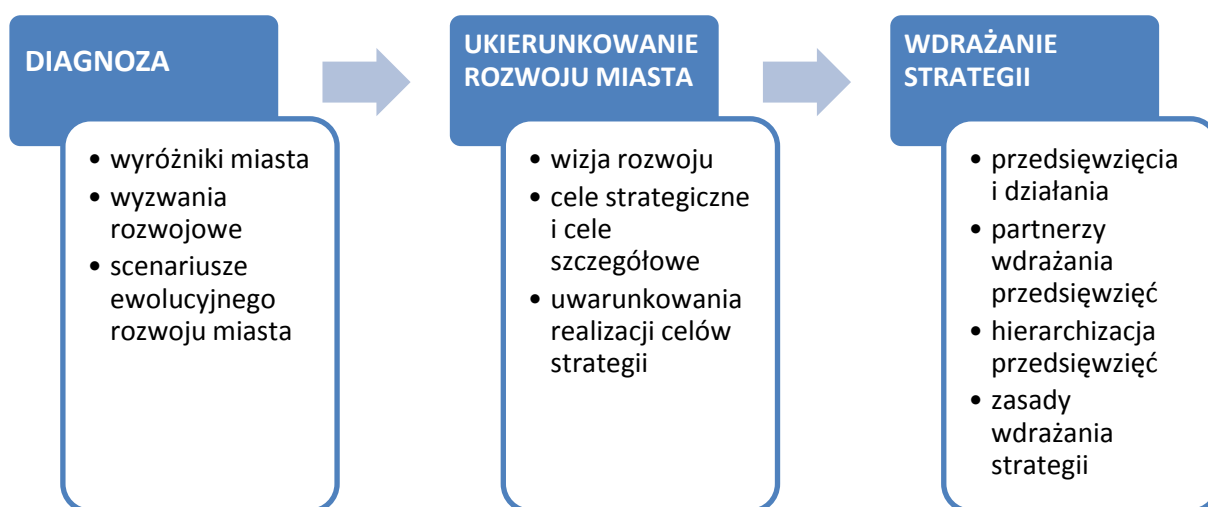 DIAGNOZA
• wyróżniki miasta
• wyzwania
rozwojowe
• scenariusze
ewolucyjnego
rozwoju miasta
UKIERUNKOWANIE
ROZWOJU MIASTA
• wizja rozwoju
• cele strategiczne
i cele
szczegółowe
• uwarunkowania
realizacji celów
strategii
WDRAŻANIE
STRATEGII
• przedsięwzięcia
i działania
• partnerzy
wdrażania
przedsięwzięć
• hierarchizacja
przedsięwzięć
• zasady
wdrażania
strategii